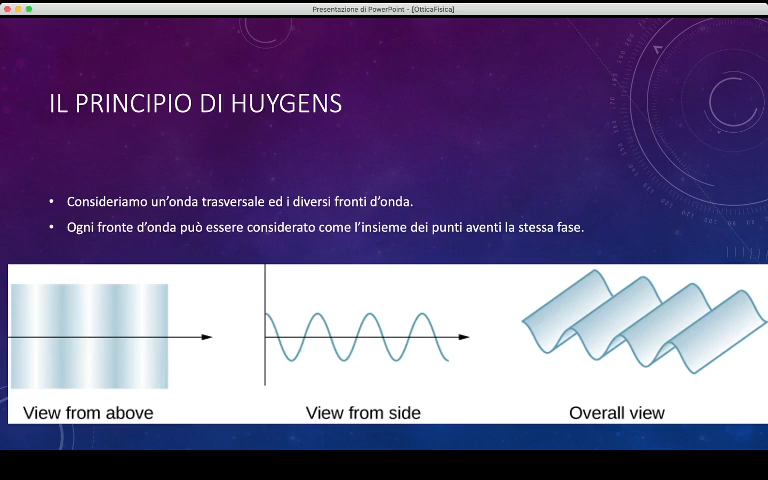 Presentazione di PowerPoint - [OtticaFisica]
IL PRINCIPIO DI HUYGENS
• Consideriamo un'onda trasversale ed i diversi fronti d'onda.
• Ogni fronte d'onda può essere considerato come l'insieme dei punti aventi la stessa fase.
View from above
View from side
Overall view